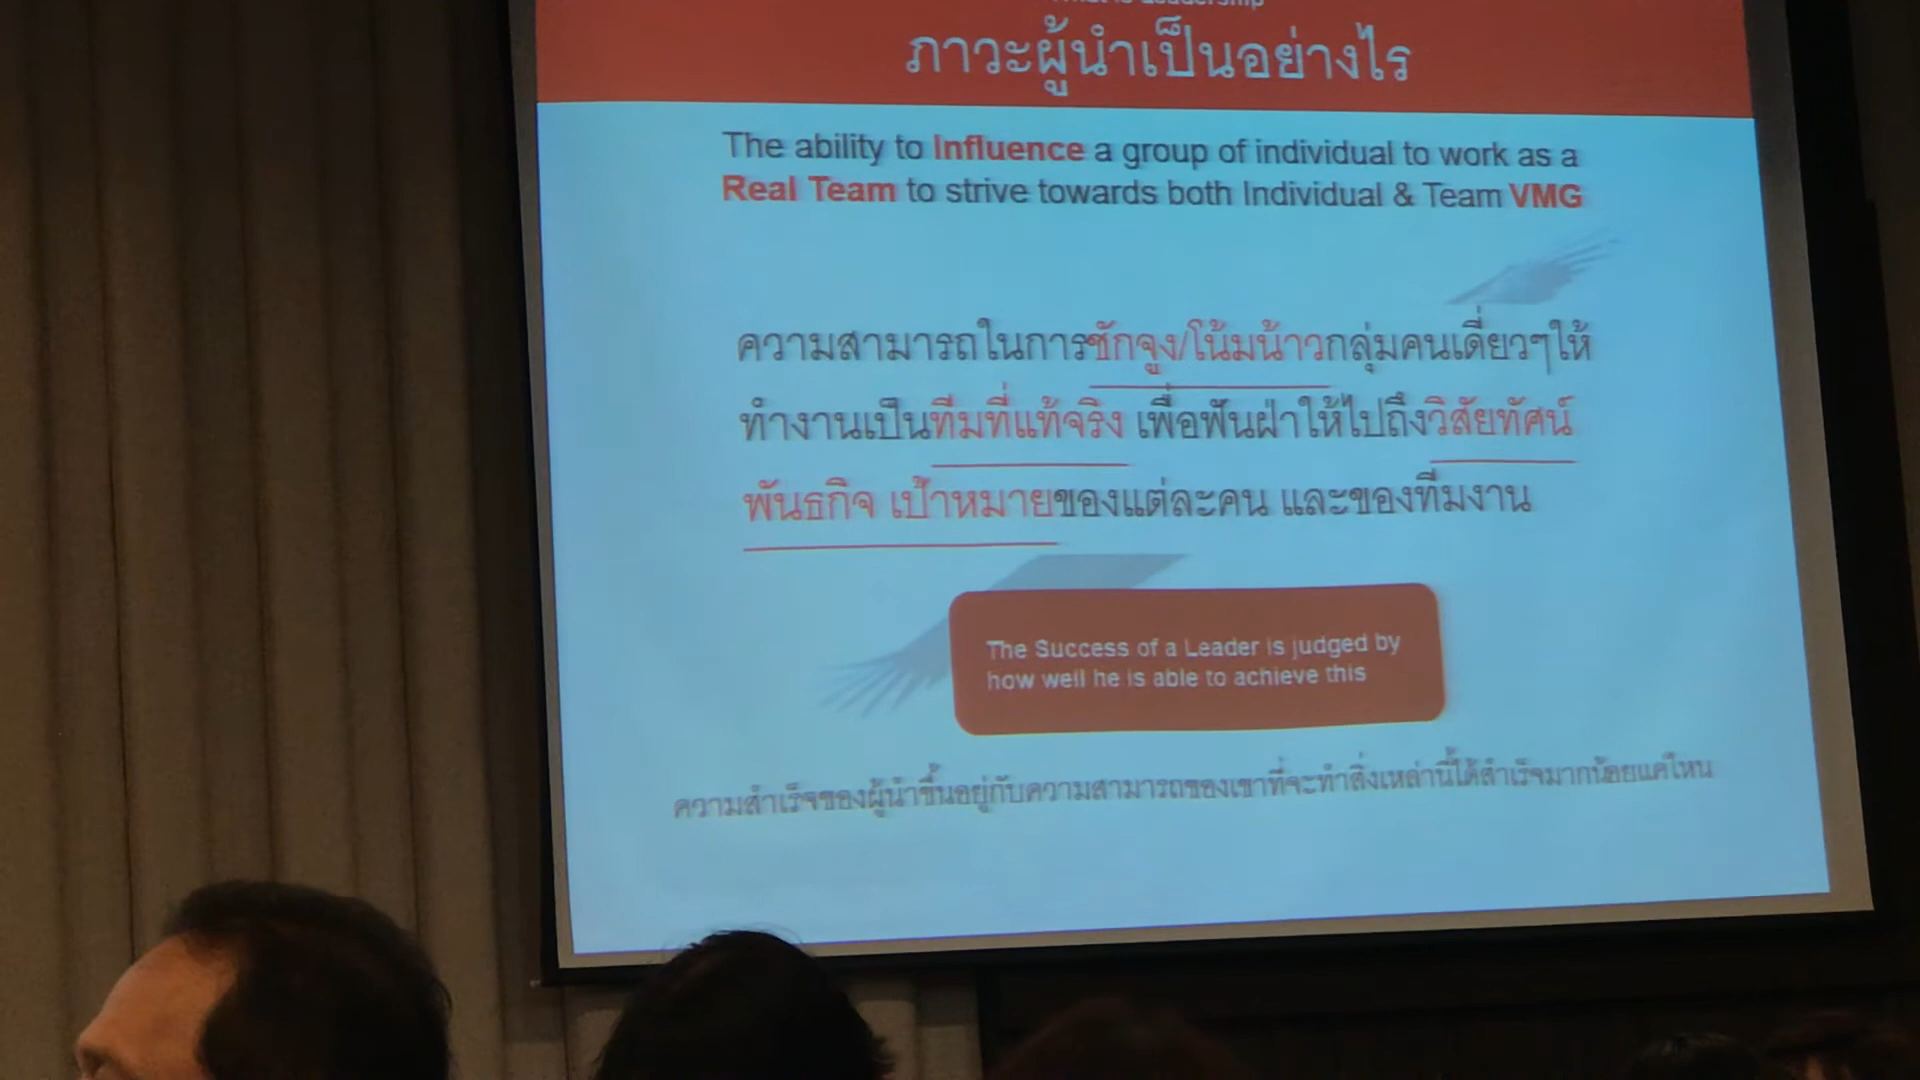 What is Leadership
ภาวะผู้นำเป็นอย่างไร
The ability to Influence a group of individual to work as a
Real Team to strive towards both Individual & Team VMG
ความสามารถในการชักจูง/โน้มน้าวกลุ่มคนเดี่ยวๆให้
ทำงานเป็นทีมที่แท้จริง เพื่อฟันฝ่าให้ไปถึงวิสัยทัศน์
พันธกิจ เป้าหมายของแต่ละคน และของทีมงาน
The Success of a Leader is judged by
how well he is able to achieve this
ความสำเร็จของผู้นำขึ้นอยู่กับความสามารถของเขาที่จะทำสิ่งเหล่านี้ได้สำเร็จมากน้อยแค่ไหน